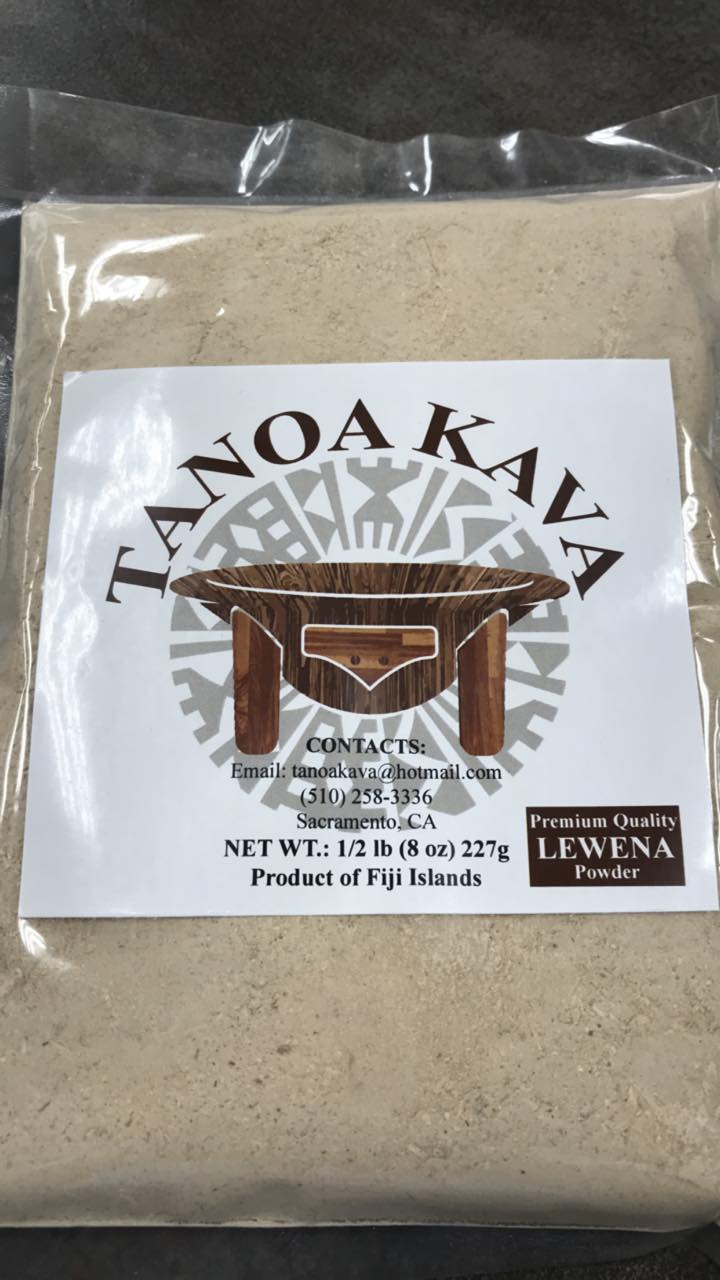 TANOA KAVA
CONTACTS:
Email: tanoakava@hotmail.com
(510) 258-3336
Sacramento, CA
NET WT.: 1/2 lb (8 oz) 227g
Product of Fiji Islands
Premium Quality
LEWENA
Powder